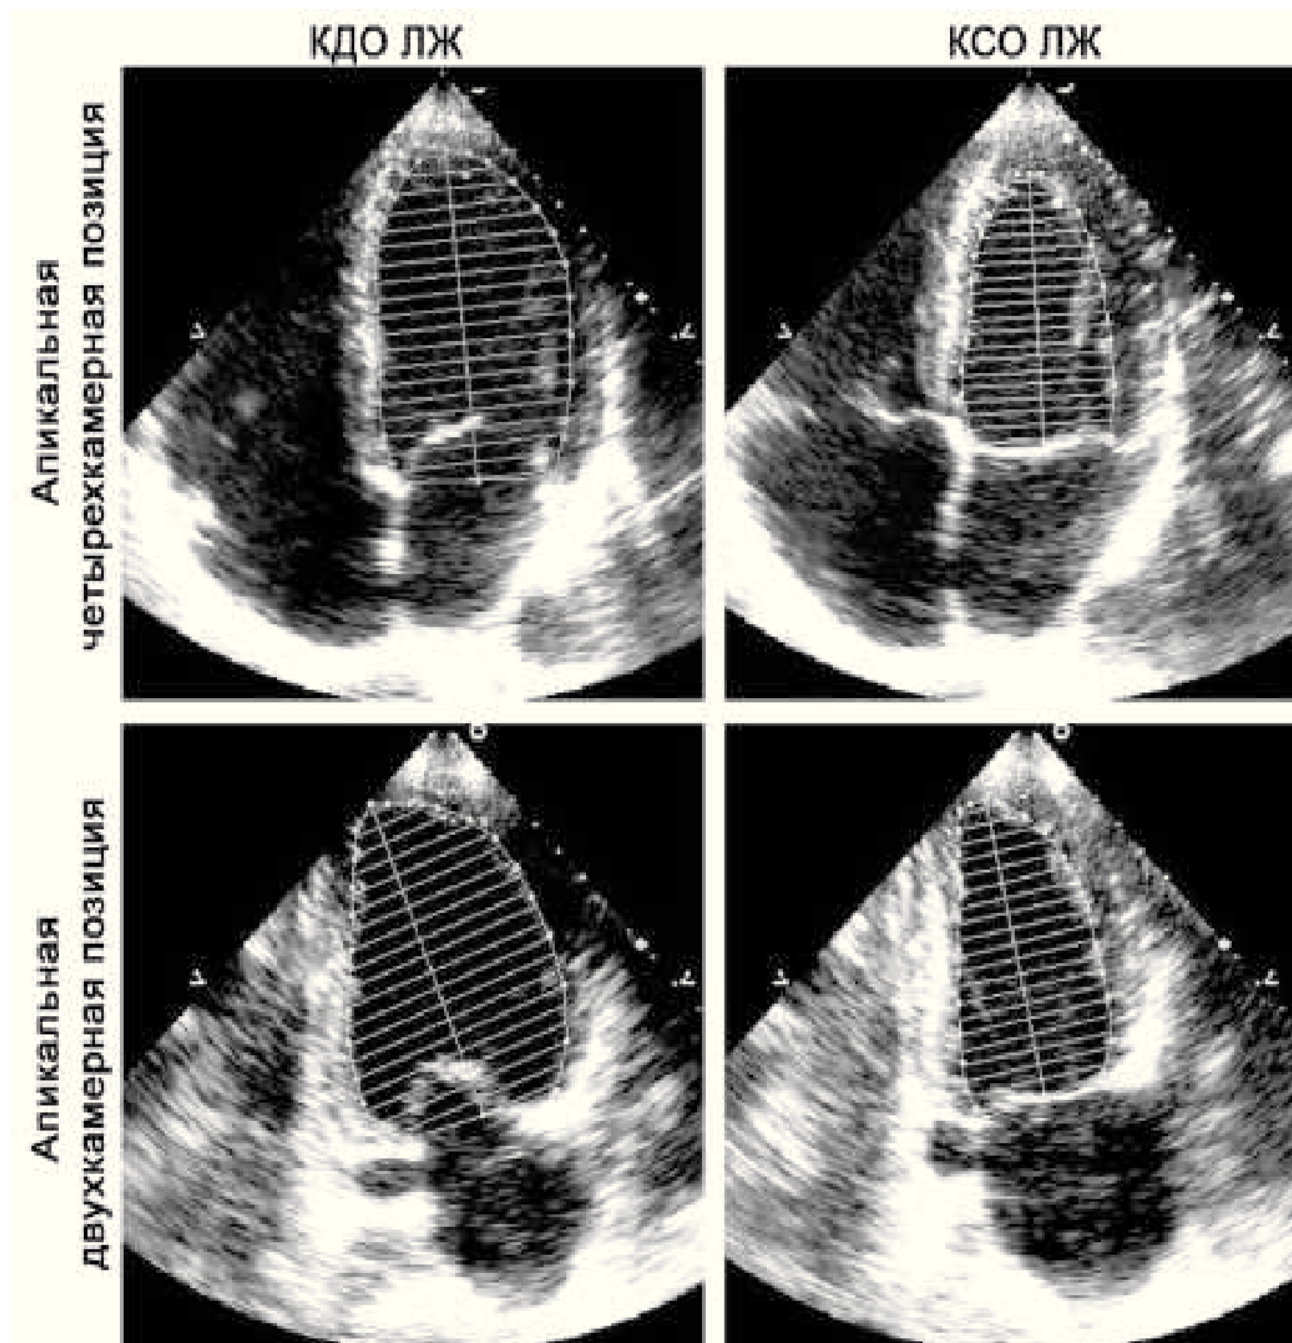 КДО ЛЖ
КСО ЛЖ
Апикальная
четырехкамерная позиция
Апикальная
двухкамерная позиция